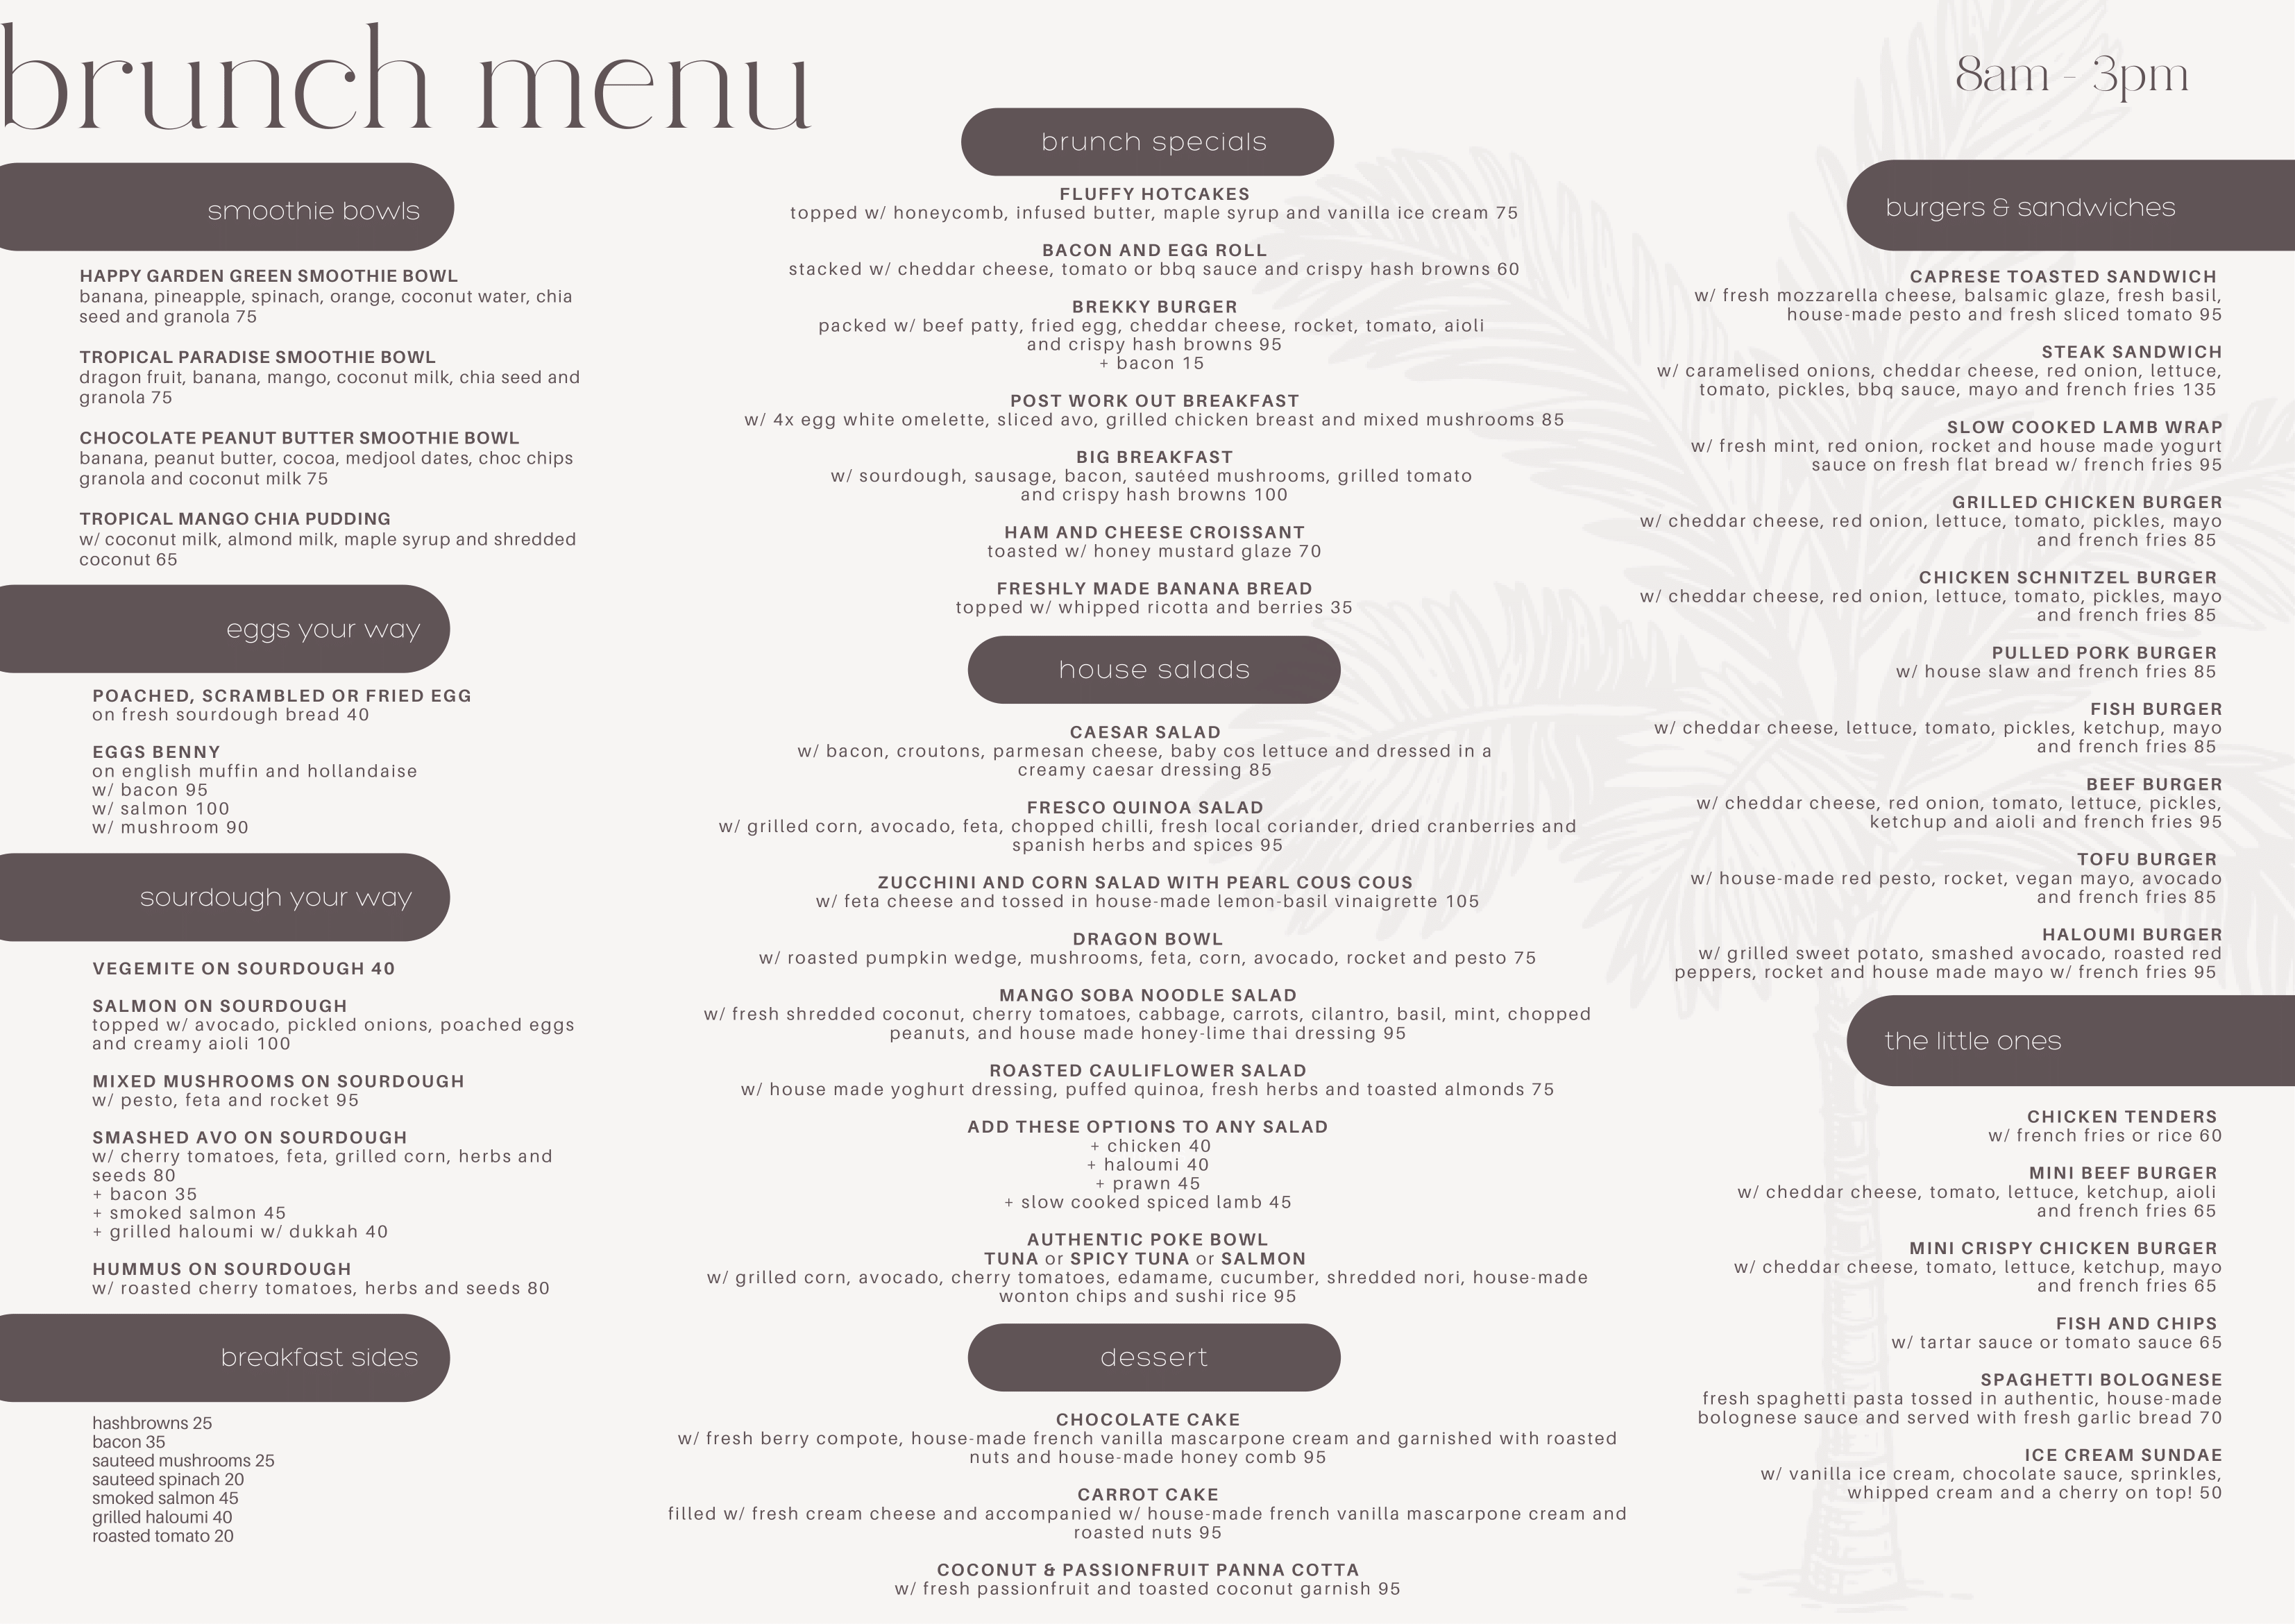 brunch menu
8am - 3pm
smoothie bowls
HAPPY GARDEN GREEN SMOOTHIE BOWL
banana, pineapple, spinach, orange, coconut water, chia
seed and granola 75
TROPICAL PARADISE SMOOTHIE BOWL
dragon fruit, banana, mango, coconut milk, chia seed and
granola 75
CHOCOLATE PEANUT BUTTER SMOOTHIE BOWL
banana, peanut butter, cocoa, medjool dates, choc chips
granola and coconut milk 75
TROPICAL MANGO CHIA PUDDING
w/ coconut milk, almond milk, maple syrup and shredded
coconut 65
eggs your way
POACHED, SCRAMBLED OR FRIED EGG
on fresh sourdough bread 40
EGGS BENNY
on english muffin and hollandaise
w/ bacon 95
w/ salmon 100
w/ mushroom 90
sourdough your way
VEGEMITE ON SOURDOUGH 40
SALMON ON SOURDOUGH
topped w/ avocado, pickled onions, poached eggs
and creamy aioli 100
MIXED MUSHROOMS ON SOURDOUGH
w/ pesto, feta and rocket 95
SMASHED AVO ON SOURDOUGH
w/ cherry tomatoes, feta, grilled corn, herbs and
seeds 80
+ bacon 35
+ smoked salmon 45
+ grilled haloumi w/ dukkah 40
HUMMUS ON SOURDOUGH
w/ roasted cherry tomatoes, herbs and seeds 80
breakfast sides
hashbrowns 25
bacon 35
sauteed mushrooms 25
sauteed spinach 20
smoked salmon 45
grilled haloumi 40
roasted tomato 20
brunch specials
FLUFFY HOTCAKES
topped w/ honeycomb, infused butter, maple syrup and vanilla ice cream 75
BACON AND EGG ROLL
stacked w/ cheddar cheese, tomato or bbq sauce and crispy hash browns 60
BREKKY BURGER
packed w/ beef patty, fried egg, cheddar cheese, rocket, tomato, aioli
and crispy hash browns 95
+ bacon 15
POST WORK OUT BREAKFAST
w/ 4x egg white omelette, sliced avo, grilled chicken breast and mixed mushrooms 85
BIG BREAKFAST
w/ sourdough, sausage, bacon, sautéed mushrooms, grilled tomato
and crispy hash browns 100
HAM AND CHEESE CROISSANT
toasted w/ honey mustard glaze 70
FRESHLY MADE BANANA BREAD
topped w/ whipped ricotta and berries 35
house salads
CAESAR SALAD
w/ bacon, croutons, parmesan cheese, baby cos lettuce and dressed in a
creamy caesar dressing 85
FRESCO QUINOA SALAD
w/ grilled corn, avocado, feta, chopped chilli, fresh local coriander, dried cranberries and
spanish herbs and spices 95
ZUCCHINI AND CORN SALAD WITH PEARL COUS COUS
w/ feta cheese and tossed in house-made lemon-basil vinaigrette 105
DRAGON BOWL
w/ roasted pumpkin wedge, mushrooms, feta, corn, avocado, rocket and pesto 75
MANGO SOBA NOODLE SALAD
w/ fresh shredded coconut, cherry tomatoes, cabbage, carrots, cilantro, basil, mint, chopped
peanuts, and house made honey-lime thai dressing 95
ROASTED CAULIFLOWER SALAD
w/ house made yoghurt dressing, puffed quinoa, fresh herbs and toasted almonds 75
ADD THESE OPTIONS TO ANY SALAD
+ chicken 40
+ haloumi 40
+ prawn 45
+ slow cooked spiced lamb 45
AUTHENTIC POKE BOWL
TUNA or SPICY TUNA or SALMON
w/ grilled corn, avocado, cherry tomatoes, edamame, cucumber, shredded nori, house-made
wonton chips and sushi rice 95
dessert
CHOCOLATE CAKE
w/ fresh berry compote, house-made french vanilla mascarpone cream and garnished with roasted
nuts and house-made honey comb 95
CARROT CAKE
filled w/ fresh cream cheese and accompanied w/ house-made french vanilla mascarpone cream and
roasted nuts 95
COCONUT & PASSIONFRUIT PANNA COTTA
w/ fresh passionfruit and toasted coconut garnish 95
burgers & sandwiches
CAPRESE TOASTED SANDWICH
w/ fresh mozzarella cheese, balsamic glaze, fresh basil,
house-made pesto and fresh sliced tomato 95
STEAK SANDWICH
w/ caramelised onions, cheddar cheese, red onion, lettuce,
tomato, pickles, bbq sauce, mayo and french fries 135
SLOW COOKED LAMB WRAP
w/ fresh mint, red onion, rocket and house made yogurt
sauce on fresh flat bread w/ french fries 95
GRILLED CHICKEN BURGER
w/ cheddar cheese, red onion, lettuce, tomato, pickles, mayo
and french fries 85
CHICKEN SCHNITZEL BURGER
w/ cheddar cheese, red onion, lettuce, tomato, pickles, mayo
and french fries 85
PULLED PORK BURGER
w/ house slaw and french fries 85
FISH BURGER
w/ cheddar cheese, lettuce, tomato, pickles, ketchup, mayo
and french fries 85
BEEF BURGER
w/ cheddar cheese, red onion, tomato, lettuce, pickles,
ketchup and aioli and french fries 95
TOFU BURGER
w/ house-made red pesto, rocket, vegan mayo, avocado
and french fries 85
HALOUMI BURGER
w/ grilled sweet potato, smashed avocado, roasted red
peppers, rocket and house made mayo w/ french fries 95
the little ones
CHICKEN TENDERS
w/ french fries or rice 60
MINI BEEF BURGER
w/ cheddar cheese, tomato, lettuce, ketchup, aioli
and french fries 65
MINI CRISPY CHICKEN BURGER
w/ cheddar cheese, tomato, lettuce, ketchup, mayo
and french fries 65
FISH AND CHIPS
w/ tartar sauce or tomato sauce 65
SPAGHETTI BOLOGNESE
fresh spaghetti pasta tossed in authentic, house-made
bolognese sauce and served with fresh garlic bread 70
ICE CREAM SUNDAE
w/ vanilla ice cream, chocolate sauce, sprinkles,
whipped cream and a cherry on top! 50